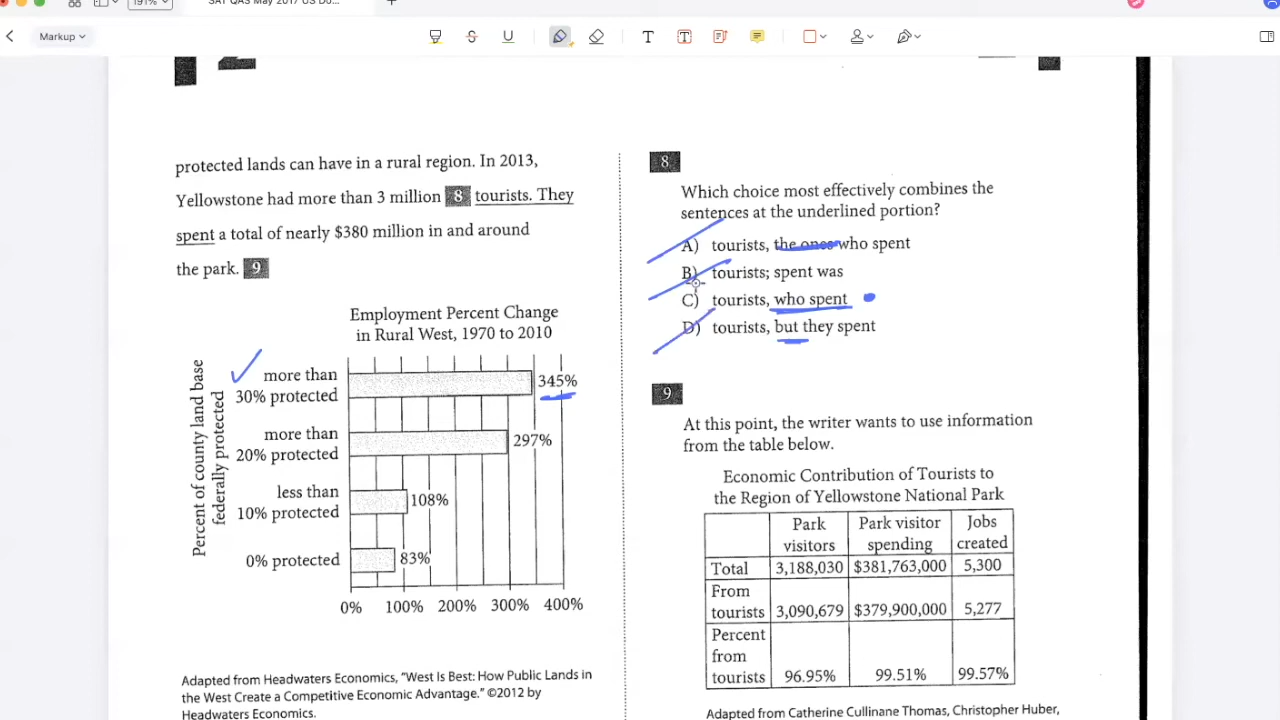 191%
SAT QAS May 2017 US Do...
Markup
T
T
protected lands can have in a rural region. In 2013,
Yellowstone had more than 3 million 8 tourists. They
spent a total of nearly $380 million in and around
the park. 9
Employment Percent Change
in Rural West, 1970 to 2010
Percent of county land base
federally protected
more than
30% protected
345%
more than
20% protected
297%
less than
10% protected
108%
0% protected
83%
0% 100% 200% 300% 400%
Adapted from Headwaters Economics, "West Is Best: How Public Lands in
the West Create a Competitive Economic Advantage." ©2012 by
Headwaters Economics.
8
Which choice most effectively combines the
sentences at the underlined portion?
A) tourists, the ones who spent
B) tourists; spent was
C) tourists, who spent
D) tourists, but they spent
9
At this point, the writer wants to use information
from the table below.
Economic Contribution of Tourists to
the Region of Yellowstone National Park
Park visitors Park visitor spending Jobs created
Total 3,188,030 $381,763,000 5,300
From tourists 3,090,679 $379,900,000 5,277
Percent from tourists 96.95% 99.51% 99.57%
Adapted from Catherine Cullinane Thomas, Christopher Huber,